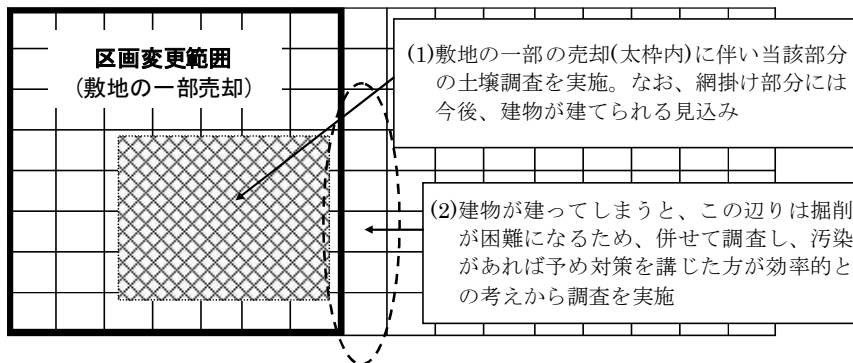 区画変更範囲
（敷地の一部売却）
(1)敷地の一部の売却(太枠内)に伴い当該部分
の土壌調査を実施。なお、網掛け部分には
今後、建物が建てられる見込み
(2)建物が建ってしまうと、この辺りは掘削
が困難になるため、併せて調査し、汚染
があれば予め対策を講じた方が効率的と
の考えから調査を実施